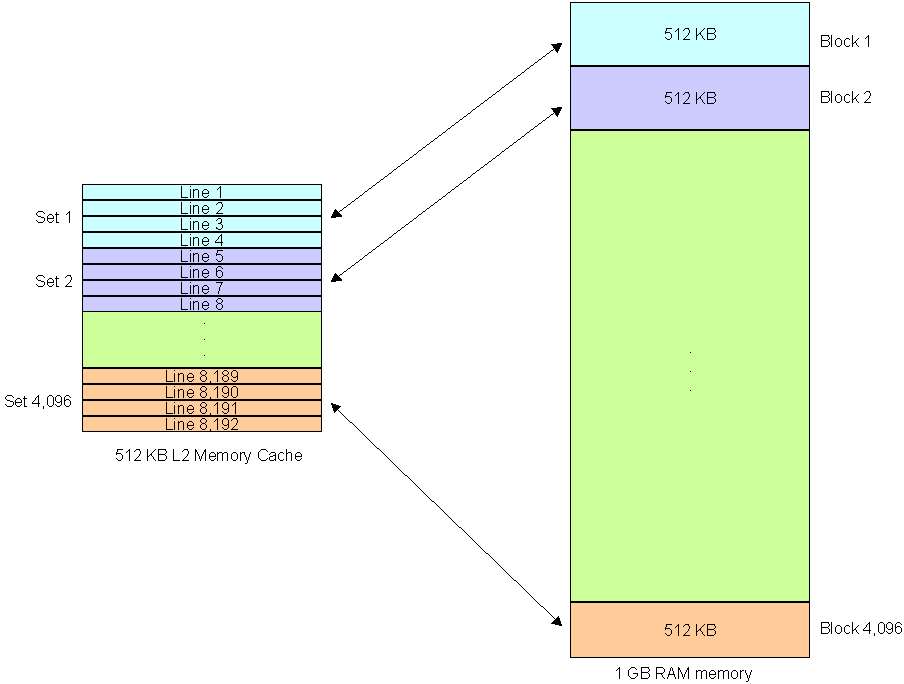 512 KB
Block 1
512 KB
Block 2
Set 1
Line 1
Line 2
Line 3
Line 4
Set 2
Line 5
Line 6
Line 7
Line 8
.
.
.
Set 4,096
Line 8,189
Line 8,190
Line 8,191
Line 8,192
512 KB L2 Memory Cache
.
.
.
512 KB
Block 4,096
1 GB RAM memory